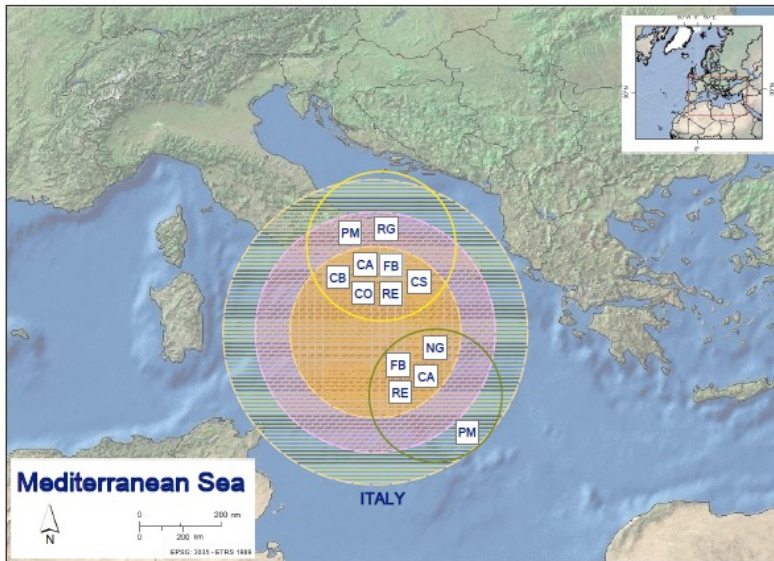 PM
RG
CA
FB
CB
CS
CO
RE
NG
FB
CA
RE
PM
Mediterranean Sea
ITALY
0
200 nm
0
200 nm
N
EPSG: 3035 - ETRS 1989